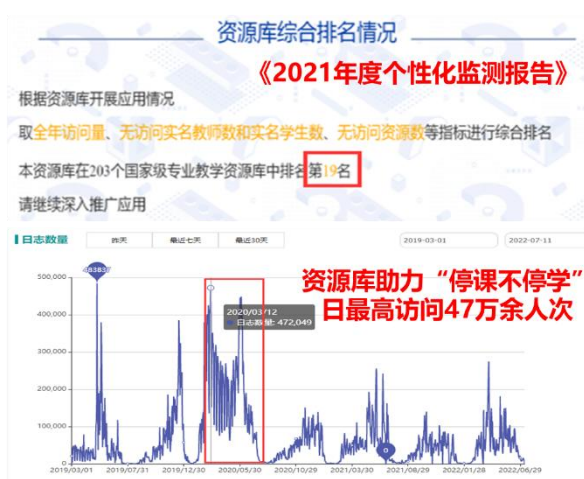 资源库综合排名情况
《2021年度个性化监测报告》
根据资源库开展应用情况
取全年访问量、无访问实名教师数和实名学生数、无访问资源数等指标进行综合排名
本资源库在203个国家级专业教学资源库中排名第19名
请继续深入推广应用
日志数量 昨天 最近七天 最近30天 2019-03-01 2022-07-11
资源库助力“停课不停学”
日最高访问47万余人次
500,000
400,000
300,000
200,000
100,000
0
2020/03/12
日志数量: 472,049
0
2019/03/01 2019/07/31 2019/12/30 2020/05/30 2020/10/29 2021/03/30 2021/08/29 2022/01/28 2022/06/29